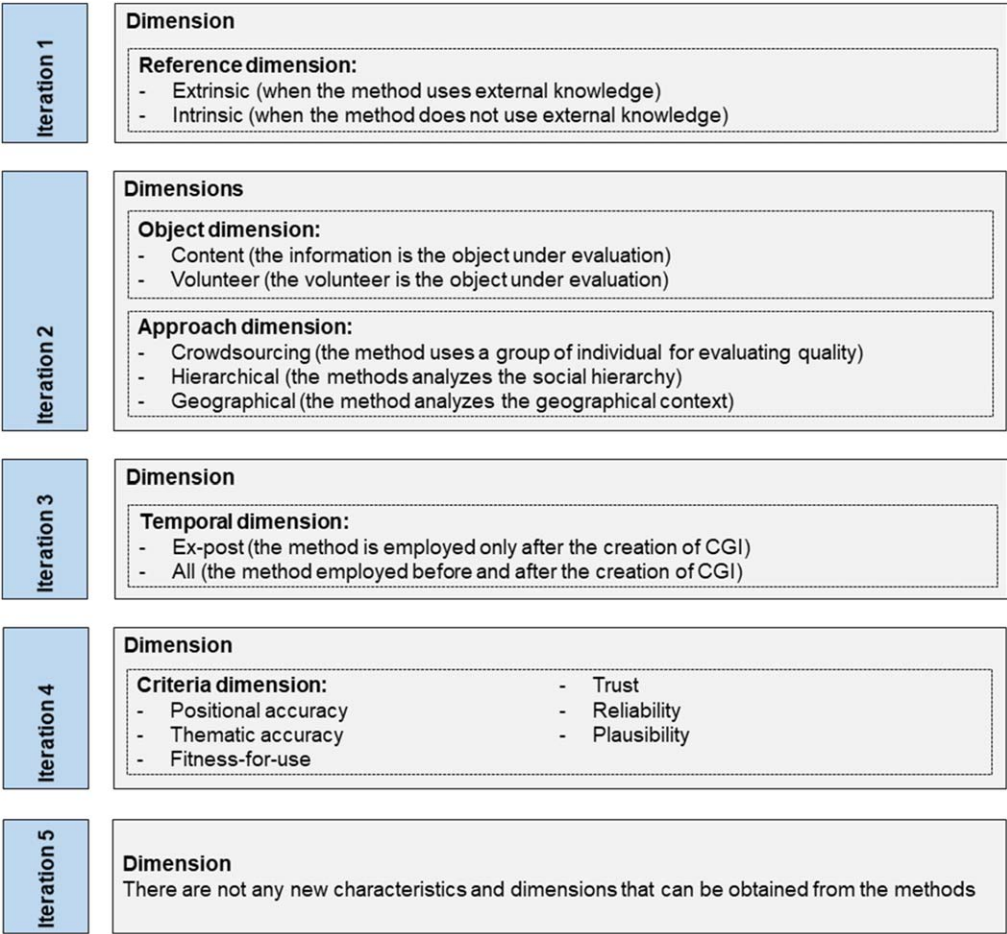 Iteration 1
Dimension
Reference dimension:
- Extrinsic (when the method uses external knowledge)
- Intrinsic (when the method does not use external knowledge)
Iteration 2
Dimensions
Object dimension:
- Content (the information is the object under evaluation)
- Volunteer (the volunteer is the object under evaluation)
Approach dimension:
- Crowdsourcing (the method uses a group of individual for evaluating quality)
- Hierarchical (the methods analyzes the social hierarchy)
- Geographical (the method analyzes the geographical context)
Iteration 3
Dimension
Temporal dimension:
- Ex-post (the method is employed only after the creation of CGI)
- All (the method employed before and after the creation of CGI)
Iteration 4
Dimension
Criteria dimension:
- Positional accuracy
- Thematic accuracy
- Fitness-for-use
- Trust
- Reliability
- Plausibility
Iteration 5
Dimension
There are not any new characteristics and dimensions that can be obtained from the methods